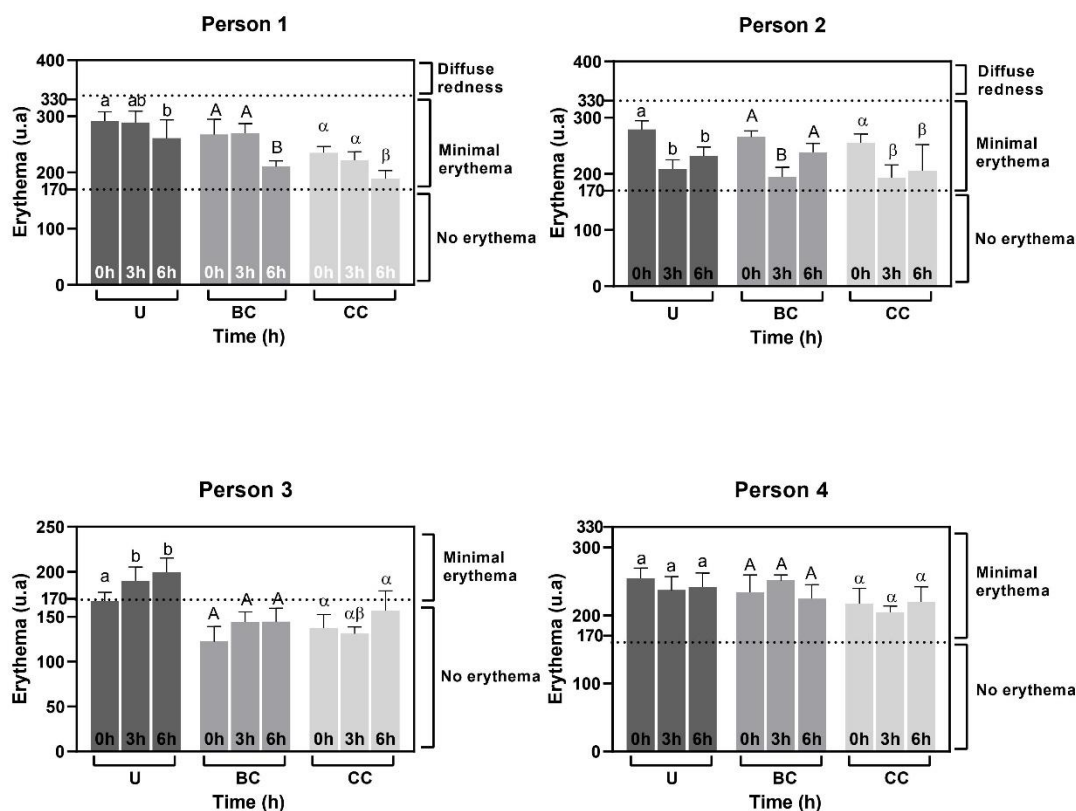 Person 1
Erythema (u.a)
400
330
300
200
170
100
0
a ab b A A B α α β
0h 3h 6h 0h 3h 6h 0h 3h 6h
U BC CC
Time (h)
Diffuse
redness
Minimal
erythema
No erythema
Person 2
Erythema (u.a)
400
330
300
200
170
100
0
a b b A B A α β β
0h 3h 6h 0h 3h 6h 0h 3h 6h
U BC CC
Time (h)
Diffuse
redness
Minimal
erythema
No erythema
Person 3
Erythema (u.a)
250
200
170
150
100
50
0
a b b A A A α αβ α
0h 3h 6h 0h 3h 6h 0h 3h 6h
U BC CC
Time (h)
Minimal
erythema
No erythema
Person 4
Erythema (u.a)
330
300
200
170
100
0
a a a A A A α α α
0h 3h 6h 0h 3h 6h 0h 3h 6h
U BC CC
Time (h)
Minimal
erythema
No erythema